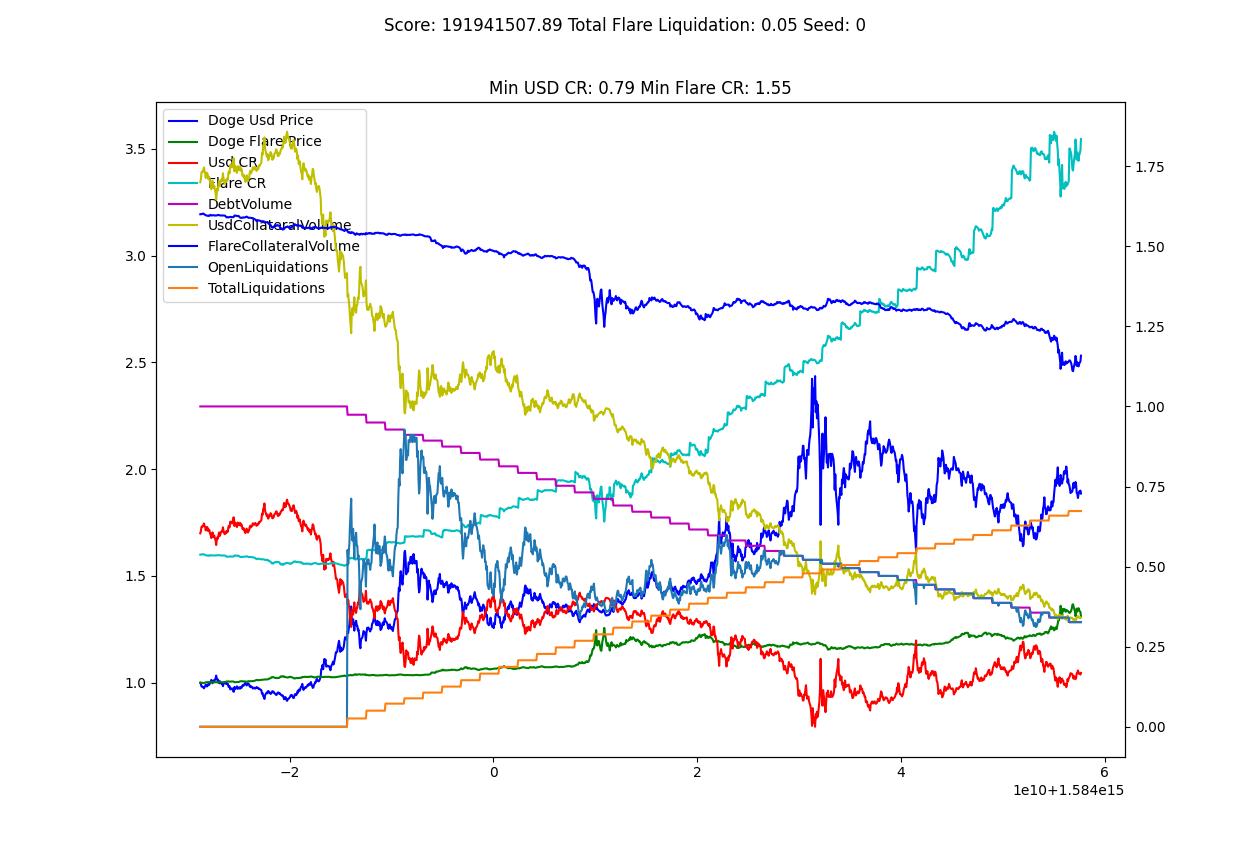 Score: 191941507.89 Total Flare Liquidation: 0.05 Seed: 0
Min USD CR: 0.79 Min Flare CR: 1.55
Doge Usd Price
Doge Flare Price
Usd CR
Flare CR
DebtVolume
UsdCollateralVolume
FlareCollateralVolume
OpenLiquidations
TotalLiquidations
3.5
3.0
2.5
2.0
1.5
1.0
1.75
1.50
1.25
1.00
0.75
0.50
0.25
0.00
−2
0
2
4
6
1e10+1.584e15